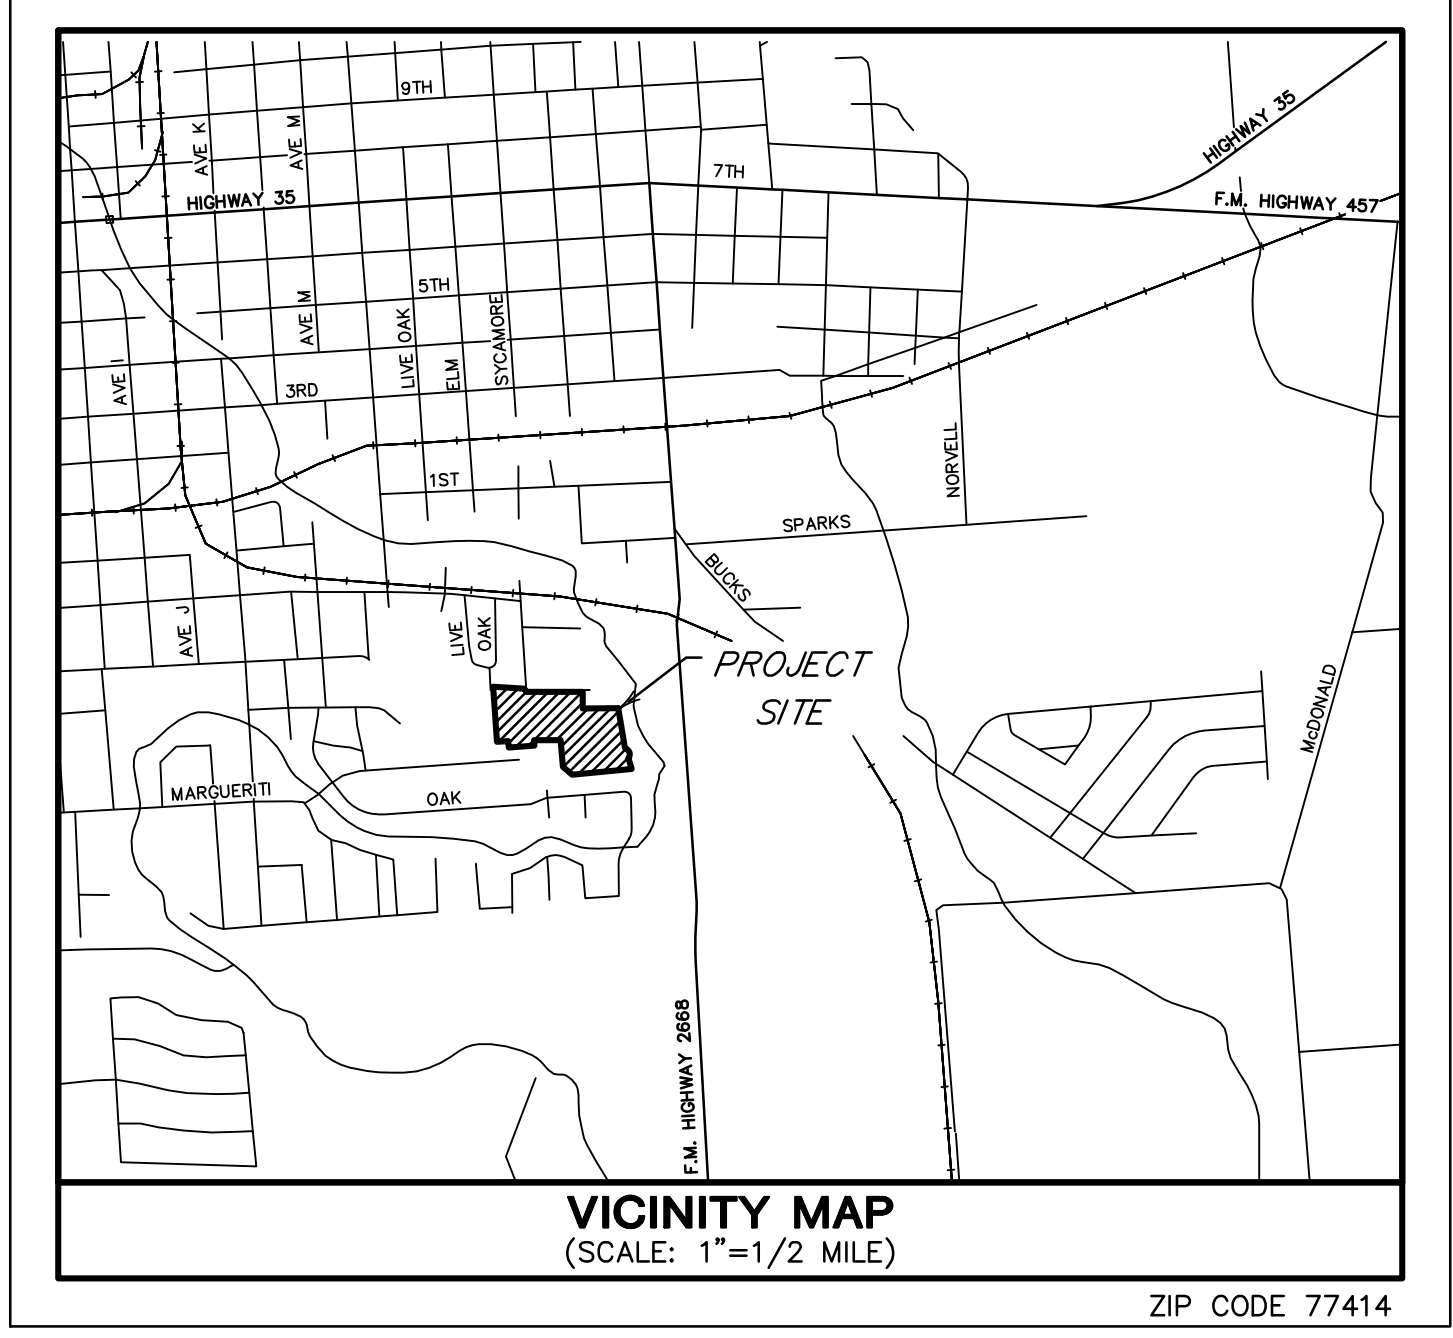 9TH
AVE K
AVE M
HIGHWAY 35
7TH
HIGHWAY 35
F.M. HIGHWAY 457
5TH
AVE M
LIVE OAK
SYCAMORE
ELM
AVE I
3RD
1ST
NORVELL
SPARKS
BUCKS
AVE J
LIVE
OAK
PROJECT
SITE
McDONALD
MARGUERITI
OAK
F.M. HIGHWAY 2668
VICINITY MAP
(SCALE: 1"=1/2 MILE)
ZIP CODE 77414